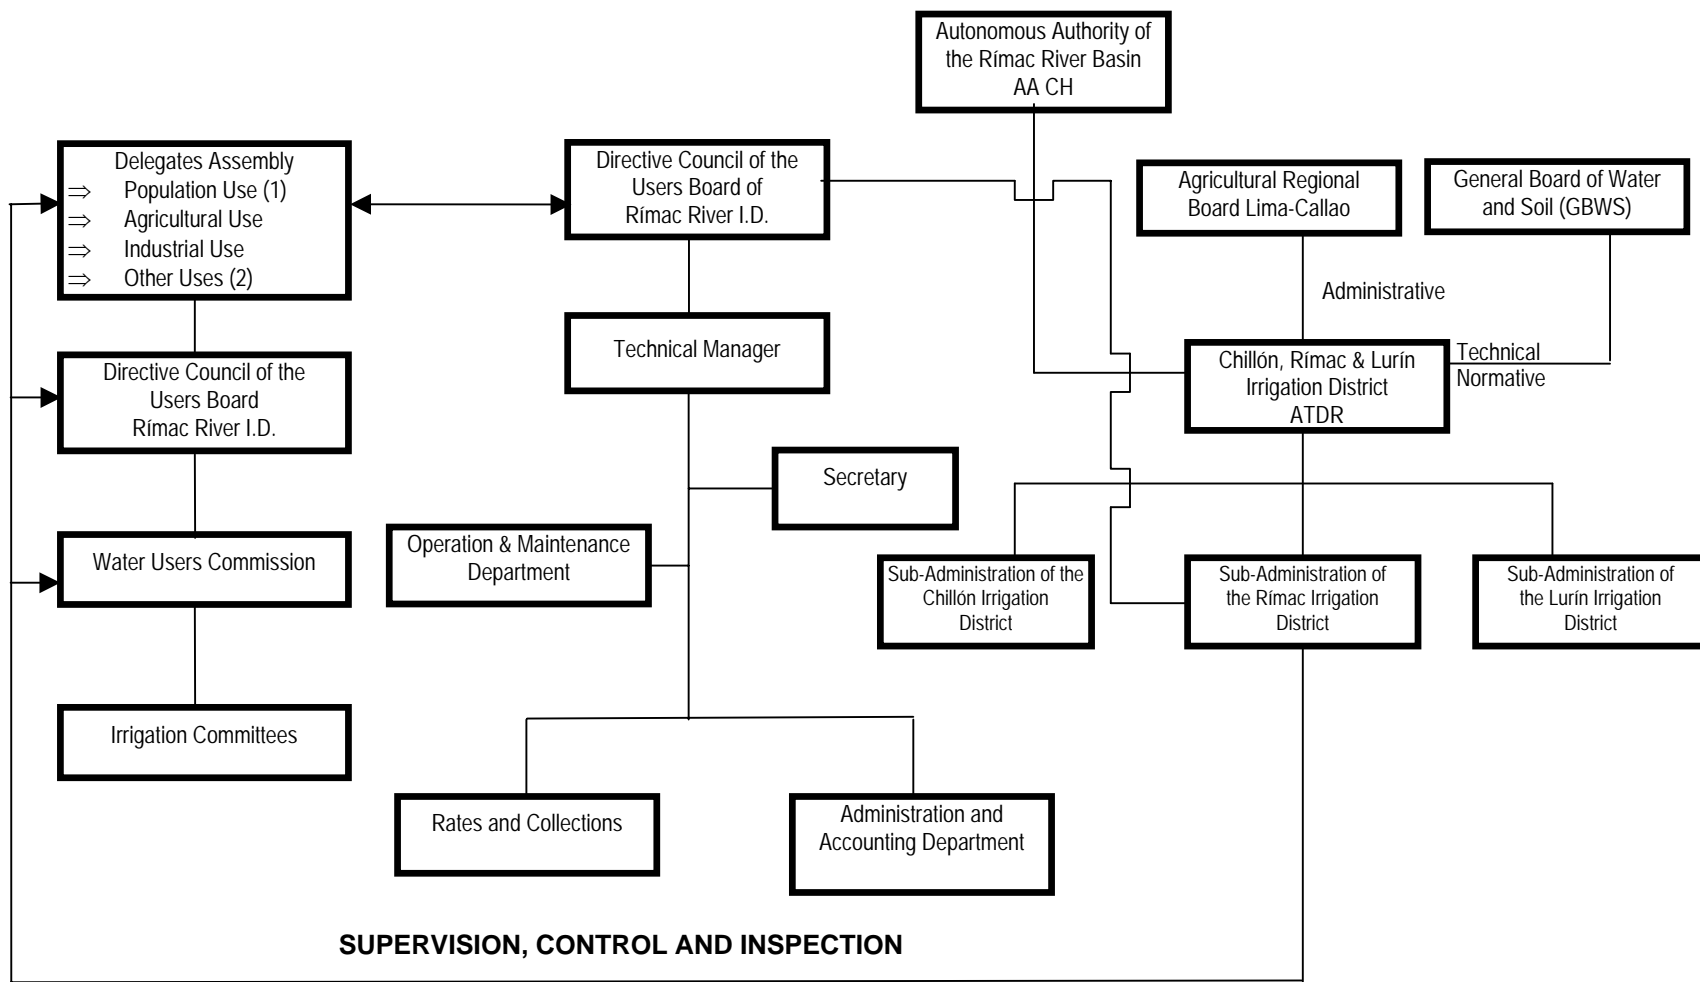 Autonomous Authority of
the Rímac River Basin
AA CH
Delegates Assembly
⇒ Population Use (1)
⇒ Agricultural Use
⇒ Industrial Use
⇒ Other Uses (2)
Directive Council of the
Users Board of
Rímac River I.D.
Agricultural Regional
Board Lima-Callao
General Board of Water
and Soil (GBWS)
Administrative
Technical Manager
Chillón, Rímac & Lurín
Irrigation District
ATDR
Technical
Normative
Directive Council of the
Users Board
Rímac River I.D.
Secretary
Water Users Commission
Operation & Maintenance
Department
Sub-Administration of the
Chillón Irrigation
District
Sub-Administration of
the Rímac Irrigation
District
Sub-Administration of
the Lurín Irrigation
District
Irrigation Committees
Rates and Collections
Administration and
Accounting Department
SUPERVISION, CONTROL AND INSPECTION